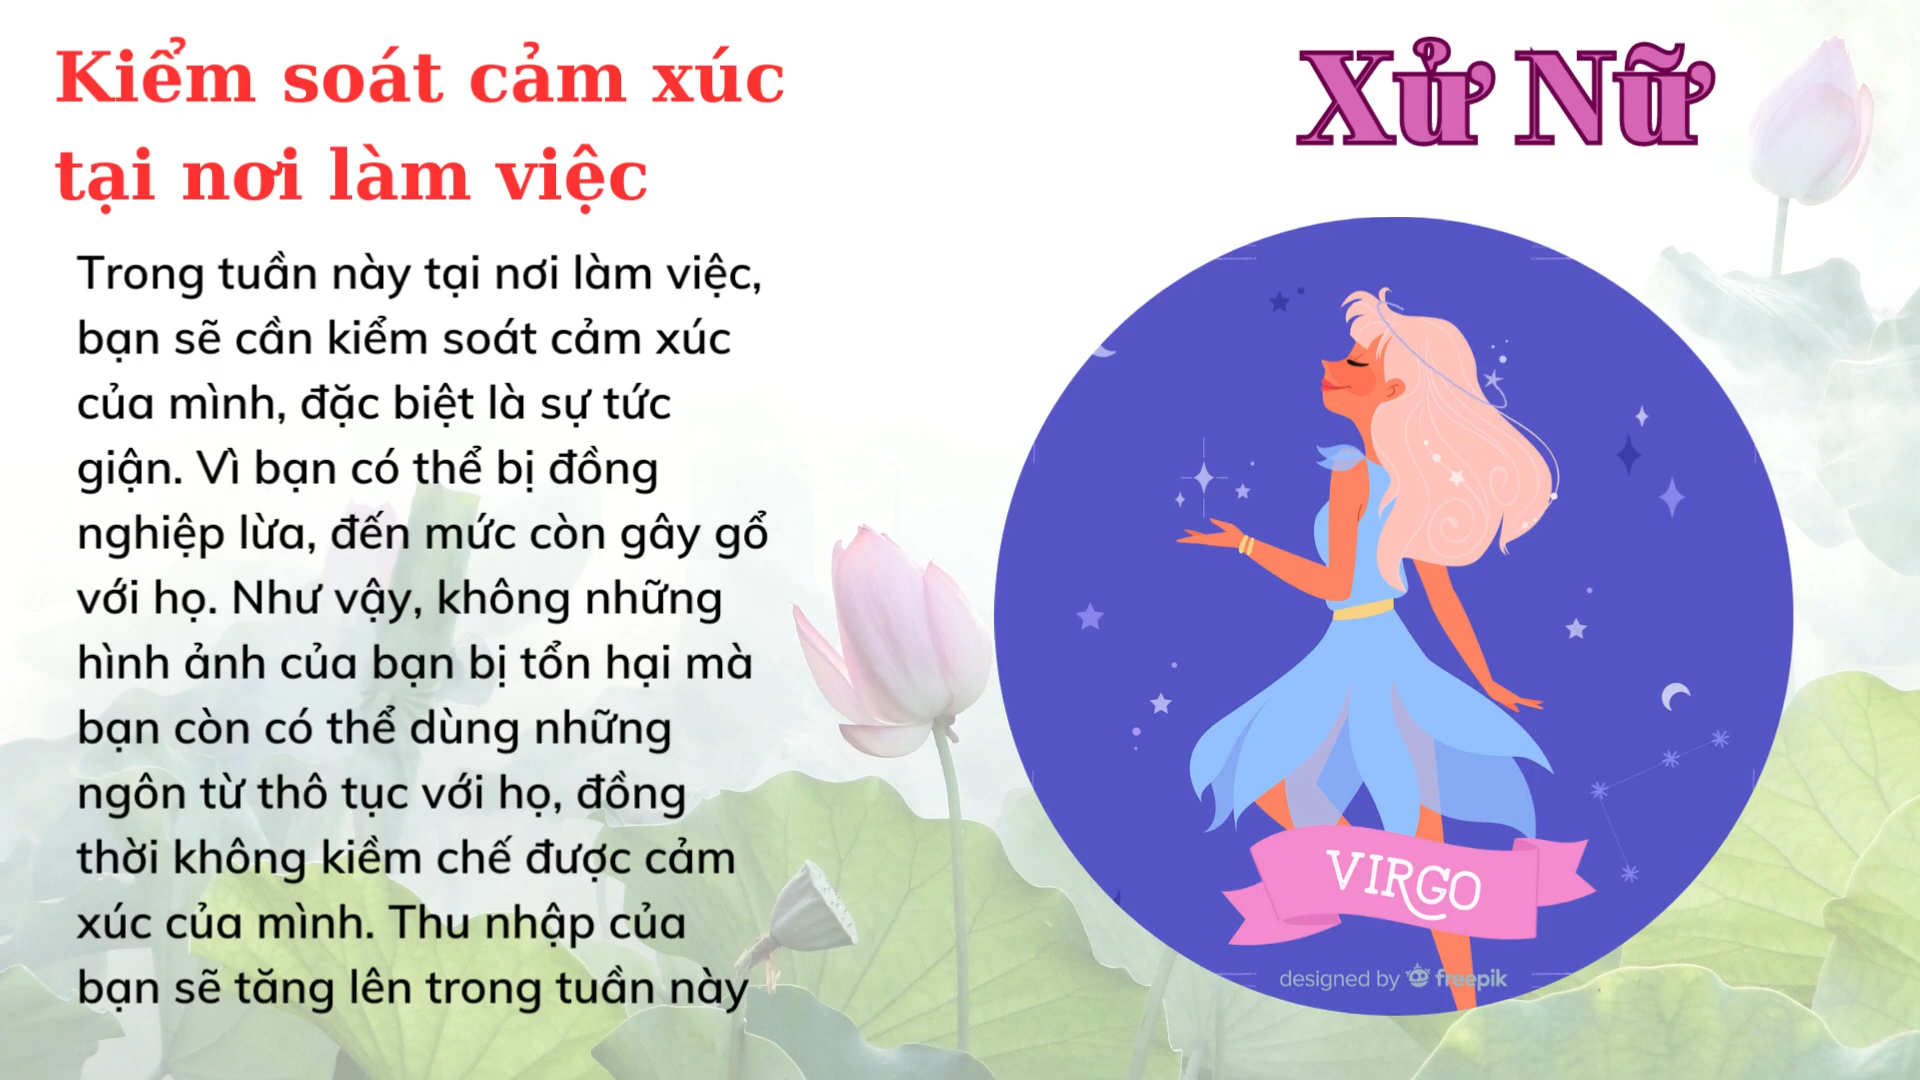 Kiểm soát cảm xúc
tại nơi làm việc
Trong tuần này tại nơi làm việc,
bạn sẽ cần kiểm soát cảm xúc
của mình, đặc biệt là sự tức
giận. Vì bạn có thể bị đồng
nghiệp lừa, đến mức còn gây gổ
với họ. Như vậy, không những
hình ảnh của bạn bị tổn hại mà
bạn còn có thể dùng những
ngôn từ thô tục với họ, đồng
thời không kiềm chế được cảm
xúc của mình. Thu nhập của
bạn sẽ tăng lên trong tuần này
Xử Nữ
VIRGO
designed by freepik